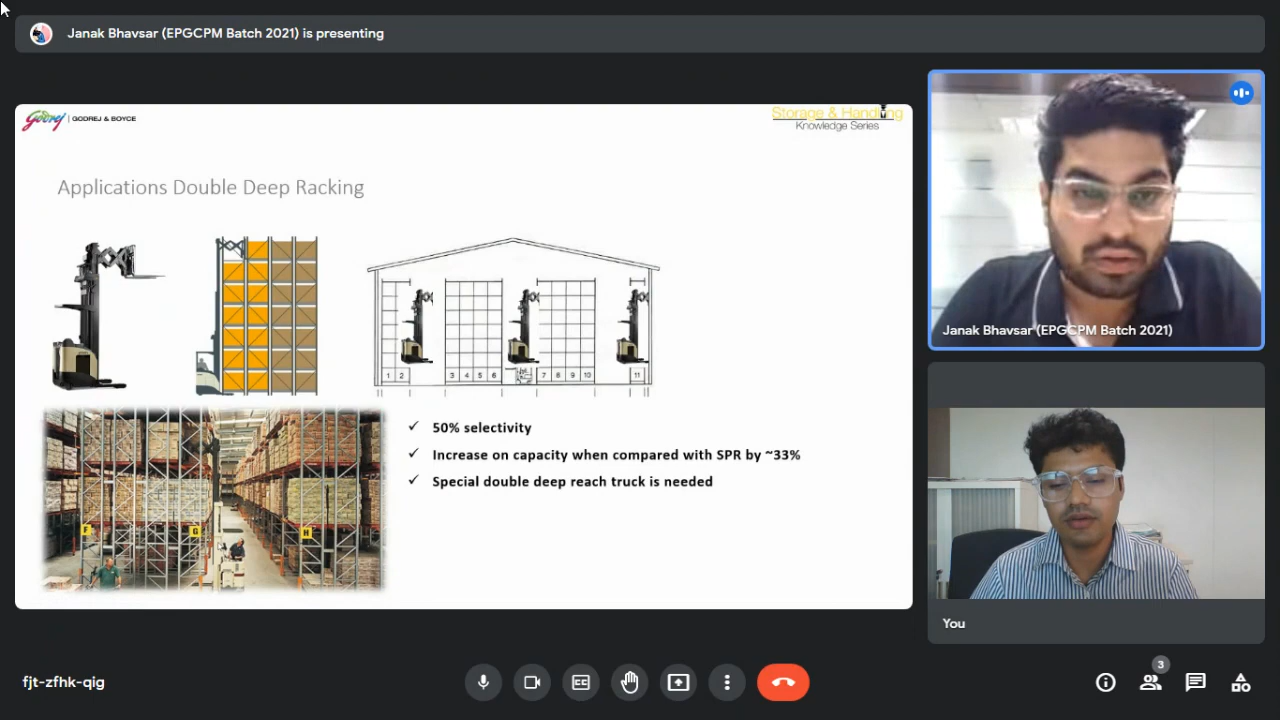 Janak Bhavsar (EPGCPM Batch 2021) is presenting
Godrej | GODREJ & BOYCE
Storage & Handling
Knowledge Series
Applications Double Deep Racking
1 2 3 4 5 6 7 8 9 10 11
F G H
✓ 50% selectivity
✓ Increase on capacity when compared with SPR by ~33%
✓ Special double deep reach truck is needed
Janak Bhavsar (EPGCPM Batch 2021)
You
fjt-zfhk-qig
CC
3